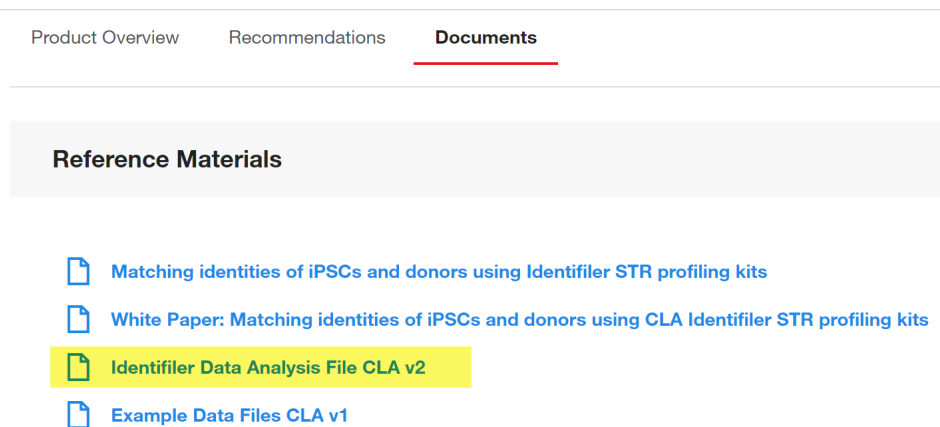 Product Overview Recommendations Documents
Reference Materials
Matching identities of iPSCs and donors using Identifiler STR profiling kits
White Paper: Matching identities of iPSCs and donors using CLA Identifiler STR profiling kits
Identifiler Data Analysis File CLA v2
Example Data Files CLA v1